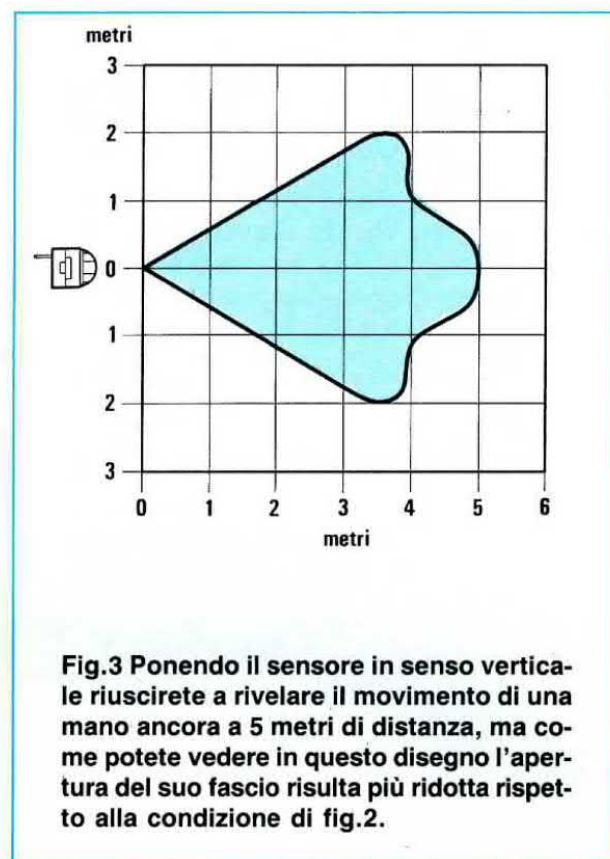 metri
3
2
1
0
1
2
3
0 1 2 3 4 5 6
metri
Fig.3 Ponendo il sensore in senso vertica-
le riuscirete a rivelare il movimento di una
mano ancora a 5 metri di distanza, ma co-
me potete vedere in questo disegno l'aper-
tura del suo fascio risulta più ridotta rispet-
to alla condizione di fig.2.